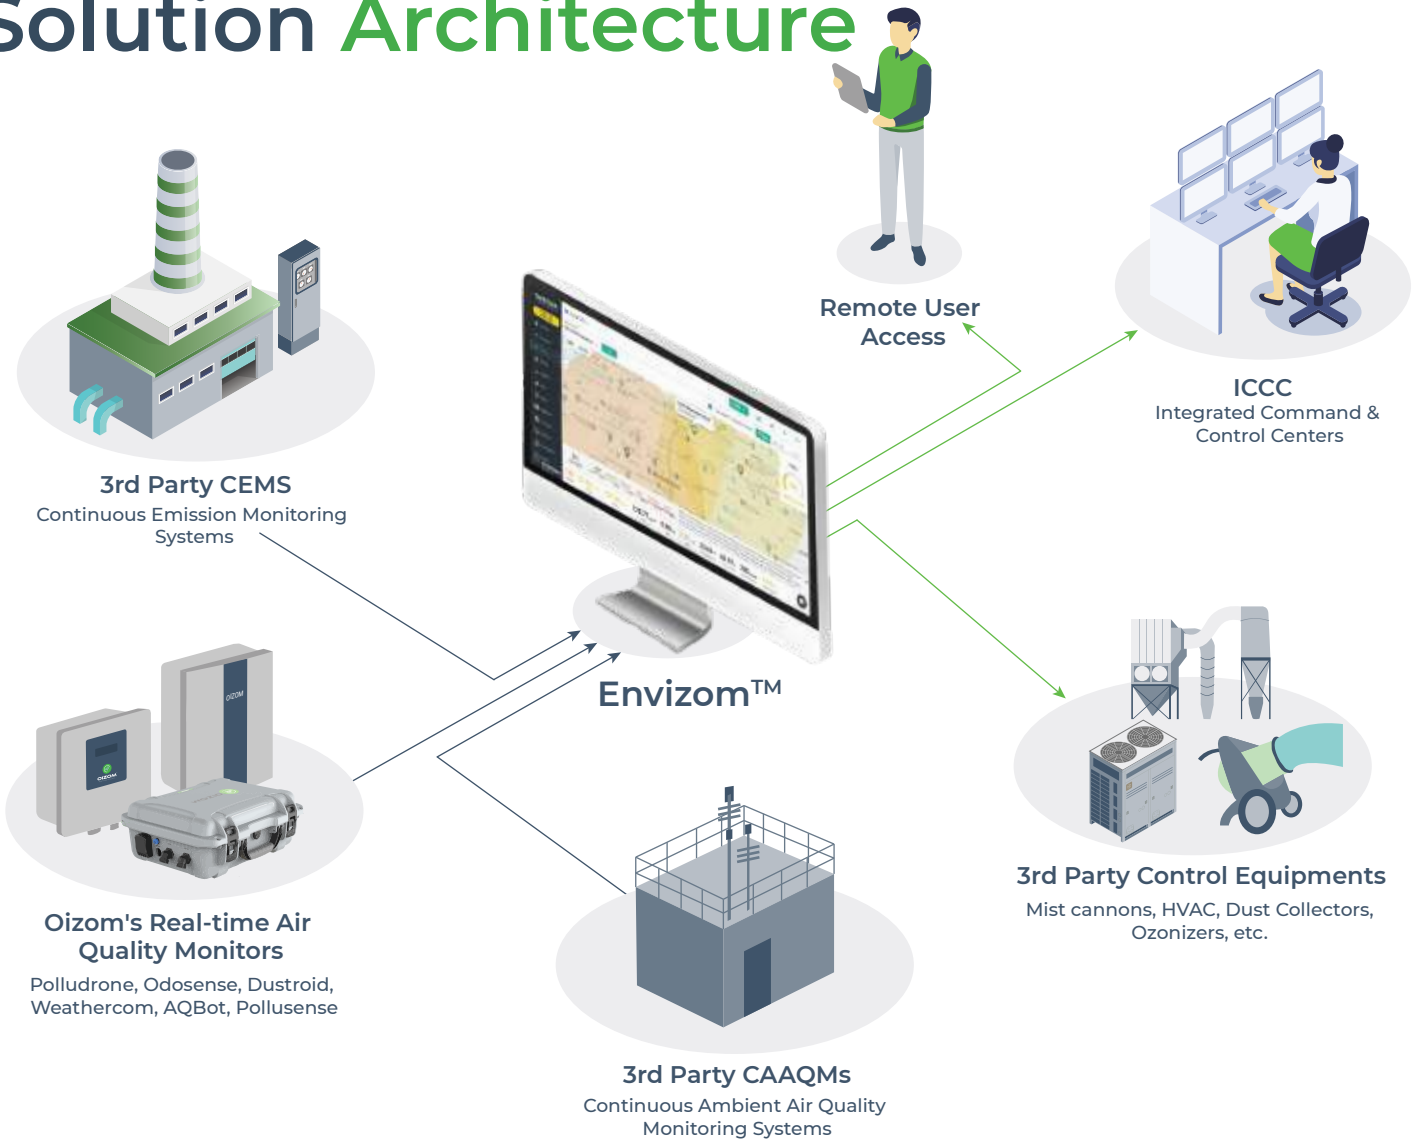 Solution Architecture
Remote User
Access
ICCC
Integrated Command &
Control Centers
3rd Party CEMS
Continuous Emission Monitoring
Systems
Envizom™
OIZOM
OIZOM
3rd Party Control Equipments
Mist cannons, HVAC, Dust Collectors,
Ozonizers, etc.
Oizom's Real-time Air
Quality Monitors
Polludrone, Odosense, Dustroid,
Weathercom, AQBot, Pollusense
3rd Party CAAQMs
Continuous Ambient Air Quality
Monitoring Systems